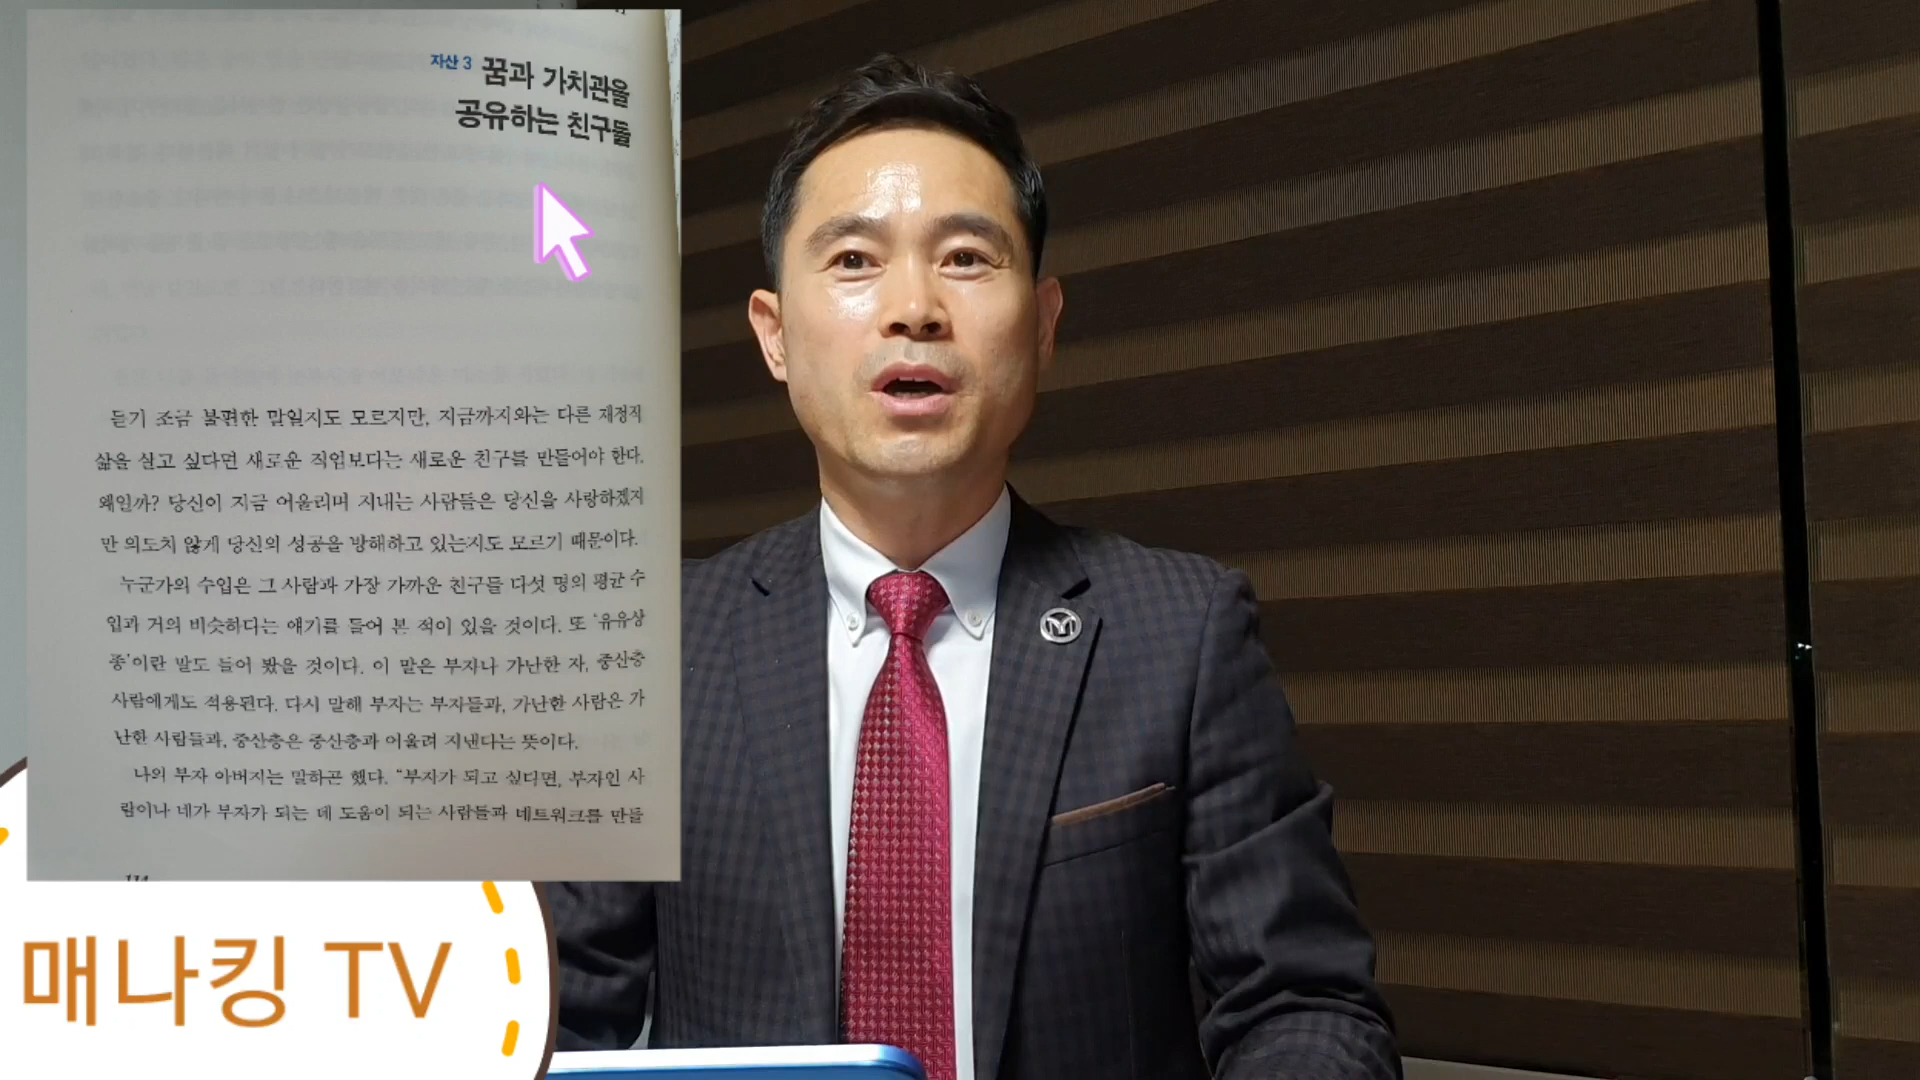 자산 3 꿈과 가치관을
공유하는 친구들
듣기 조금 불편한 말일지도 모르지만, 지금까지와는 다른 재정적
삶을 살고 싶다면 새로운 직업보다는 새로운 친구를 만들어야 한다.
왜일까? 당신이 지금 어울리며 지내는 사람들은 당신을 사랑하겠지
만 의도치 않게 당신의 성공을 방해하고 있는지도 모르기 때문이다.
누군가의 수입은 그 사람과 가장 가까운 친구들 다섯 명의 평균 수
입과 거의 비슷하다는 얘기를 들어 본 적이 있을 것이다. 또 '유유상
종'이란 말도 들어 봤을 것이다. 이 말은 부자나 가난한 자, 중산층
사람에게도 적용된다. 다시 말해 부자는 부자들과, 가난한 사람은 가
난한 사람들과, 중산층은 중산층과 어울려 지낸다는 뜻이다.
나의 부자 아버지는 말하곤 했다. "부자가 되고 싶다면, 부자인 사
람이나 네가 부자가 되는 데 도움이 되는 사람들과 네트워크를 만들
매나킹 TV